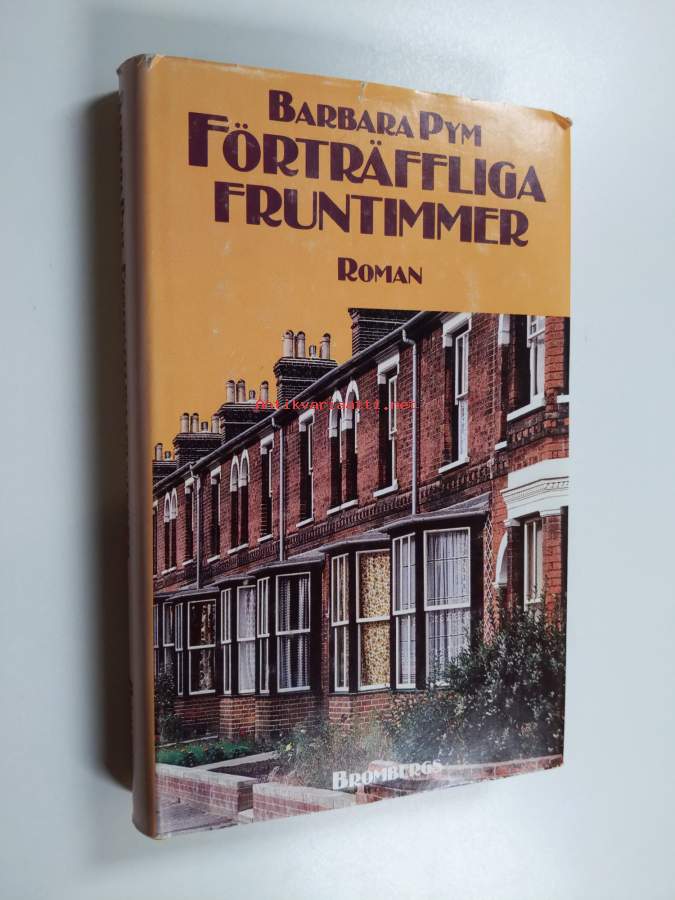 BARBARA PYM
FÖRTRÄFFLIGA
FRUNTIMMER
ROMAN
antikvariaatti.net
BROMBERGS